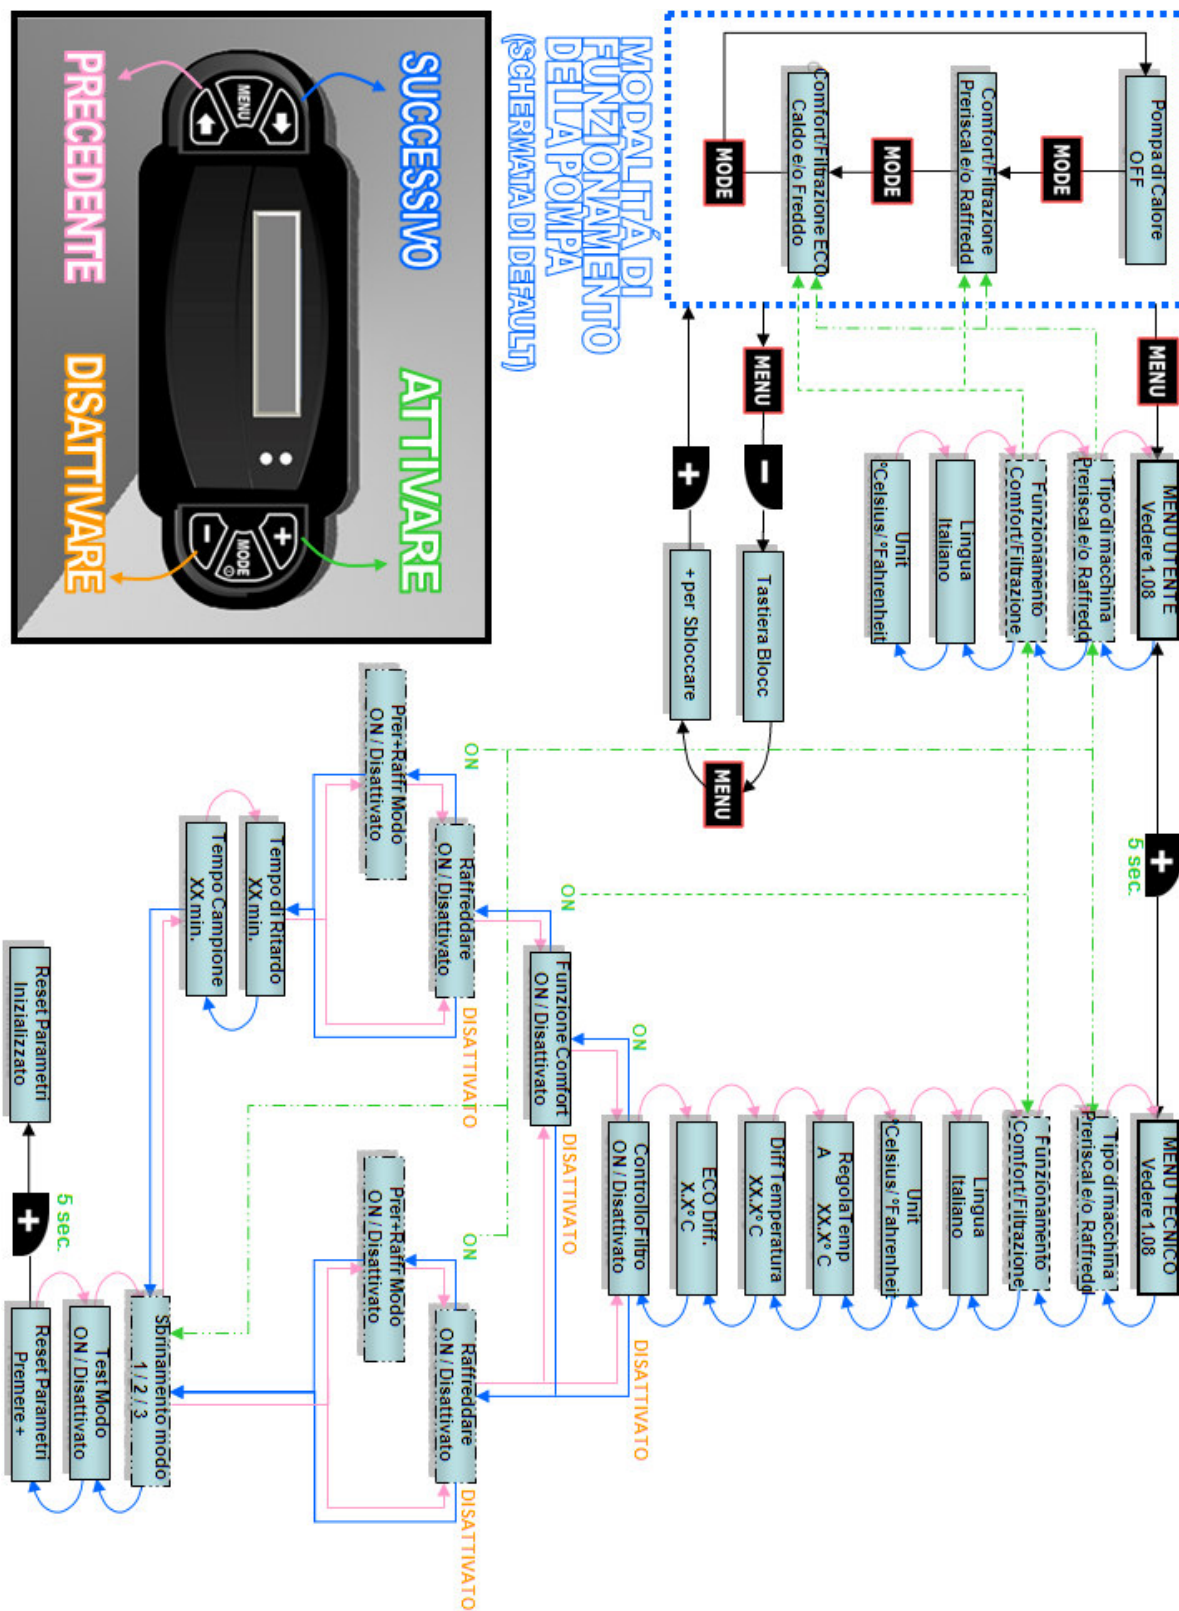 MODALITÁ DI
FUNZIONAMENTO
DELLA POMPA
(SCHERMATA DI DEFAULT)
Pompa di Calore
OFF
MODE
Comfort/Filtrazione
Preriscal e/o Raffredd
MODE
Comfort/Filtrazione ECO
Caldo e/o Freddo
MODE
MENU
MENU UTENTE
Vedere 1.08
Tipo di macchina
Preriscal e/o Raffredd
Funzionamento
Comfort/Filtrazione
Lingua
Italiano
Unit
°Celsius/ °Fahrenheit
MENU
-
Tastiera Blocc
MENU
+ per Sbloccare
+
+
5 sec.
MENU TECNICO
Vedere 1.08
Tipo di macchina
Preriscal e/o Raffredd
Funzionamento
Comfort/Filtrazione
Lingua
Italiano
Unit
°Celsius/ °Fahrenheit
RegolaTemp
A XX.X° C
Diff Temperatura
XX.X° C
ECO Diff.
X.X° C
ControlloFiltro
ON / Disattivato
ON
DISATTIVATO
Funzione Comfort
ON / Disattivato
ON
DISATTIVATO
Raffreddare
ON / Disattivato
ON
DISATTIVATO
Prer+Raffr Modo
ON / Disattivato
Tempo di Ritardo
XX min.
Tempo Campione
XX min.
Raffreddare
ON / Disattivato
ON
DISATTIVATO
Prer+Raffr Modo
ON / Disattivato
Sbrinamento modo
1 / 2 / 3
Test Modo
ON / Disattivato
Reset Parametri
Premere +
+
5 sec.
Reset Parametri
Inizializzato
SUCCESSIVO
ATTIVARE
PRECEDENTE
DISATTIVARE
MENU
+
MODE
-